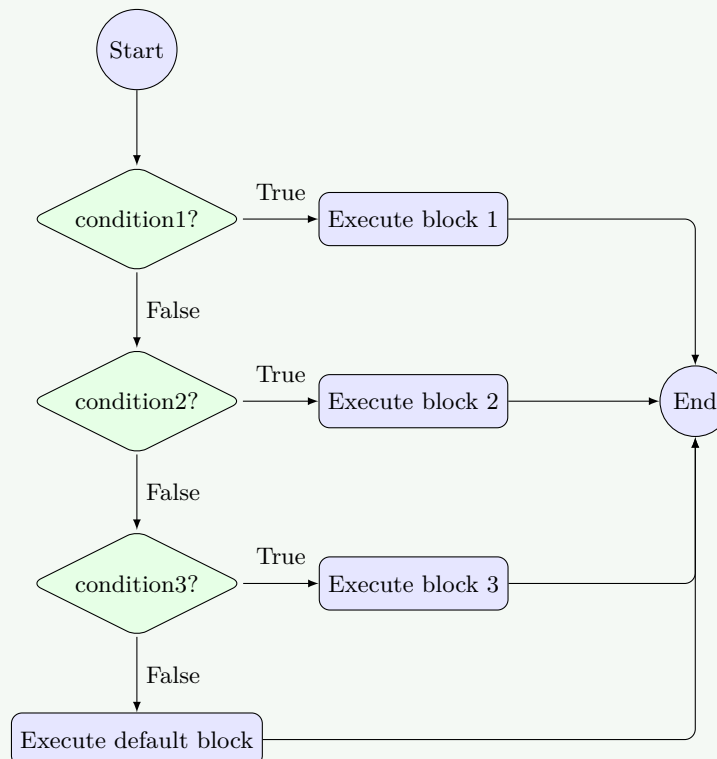 Start
condition1?
True
Execute block 1
False
condition2?
True
Execute block 2
End
False
condition3?
True
Execute block 3
False
Execute default block